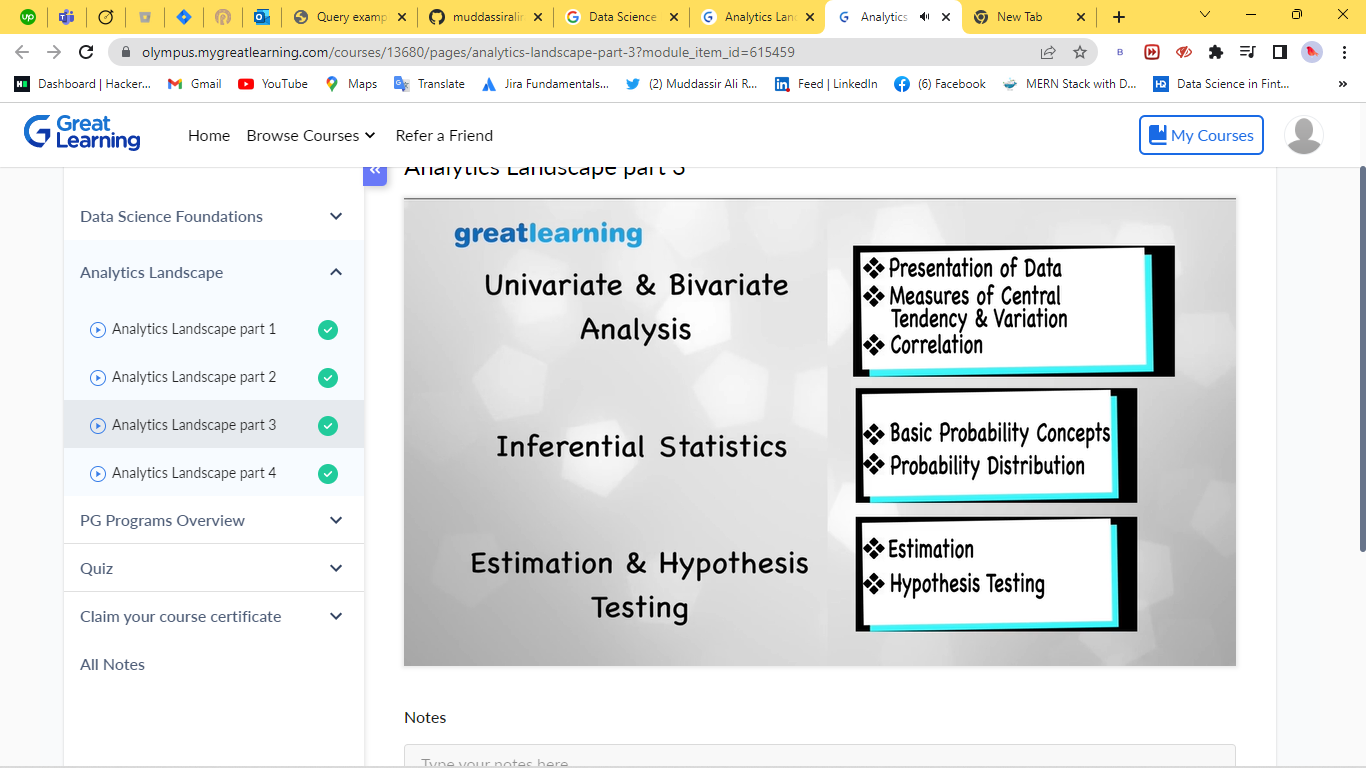 Query examp
muddassiralir
Data Science
Analytics Lan
Analytics
New Tab
olympus.mygreatlearning.com/courses/13680/pages/analytics-landscape-part-3?module_item_id=615459
Dashboard | Hacker...
Gmail
YouTube
Maps
Translate
Jira Fundamentals...
(2) Muddassir Ali R...
Feed | LinkedIn
(6) Facebook
MERN Stack with D...
Data Science in Fint...
Great
Learning
Home
Browse Courses
Refer a Friend
My Courses
Analytics Landscape part 3
Data Science Foundations
Analytics Landscape
Analytics Landscape part 1
Analytics Landscape part 2
Analytics Landscape part 3
Analytics Landscape part 4
PG Programs Overview
Quiz
Claim your course certificate
All Notes
greatlearning
Univariate & Bivariate
Analysis
❖ Presentation of Data
❖ Measures of Central
Tendency & Variation
❖ Correlation
Inferential Statistics
❖ Basic Probability Concepts
❖ Probability Distribution
Estimation & Hypothesis
Testing
❖ Estimation
❖ Hypothesis Testing
Notes
Type your notes here